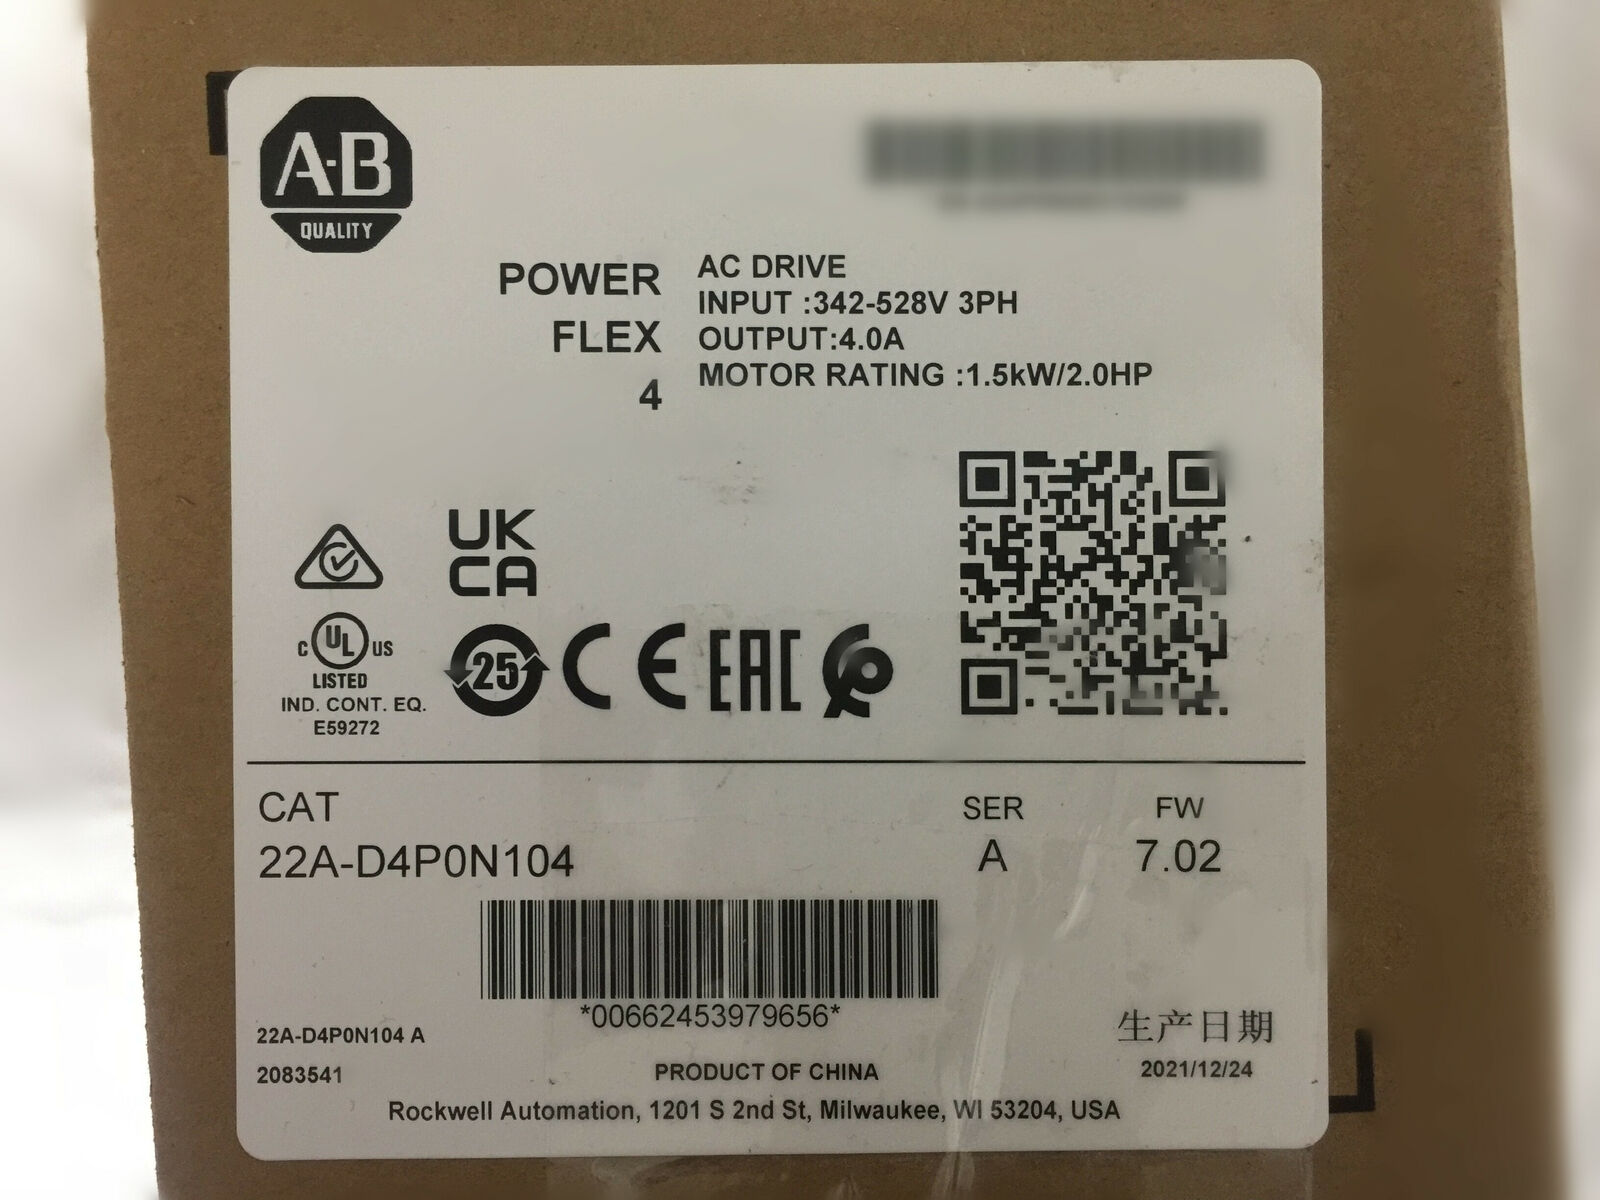 A-B
QUALITY
POWER
FLEX
4
AC DRIVE
INPUT :342-528V 3PH
OUTPUT:4.0A
MOTOR RATING :1.5kW/2.0HP
UK
CA
C UL US
LISTED
IND. CONT. EQ.
E59272
25
CE
EAC
CAT
22A-D4P0N104
SER
A
FW
7.02
*00662453979656*
22A-D4P0N104 A
2083541
PRODUCT OF CHINA
生产日期
2021/12/24
Rockwell Automation, 1201 S 2nd St, Milwaukee, WI 53204, USA